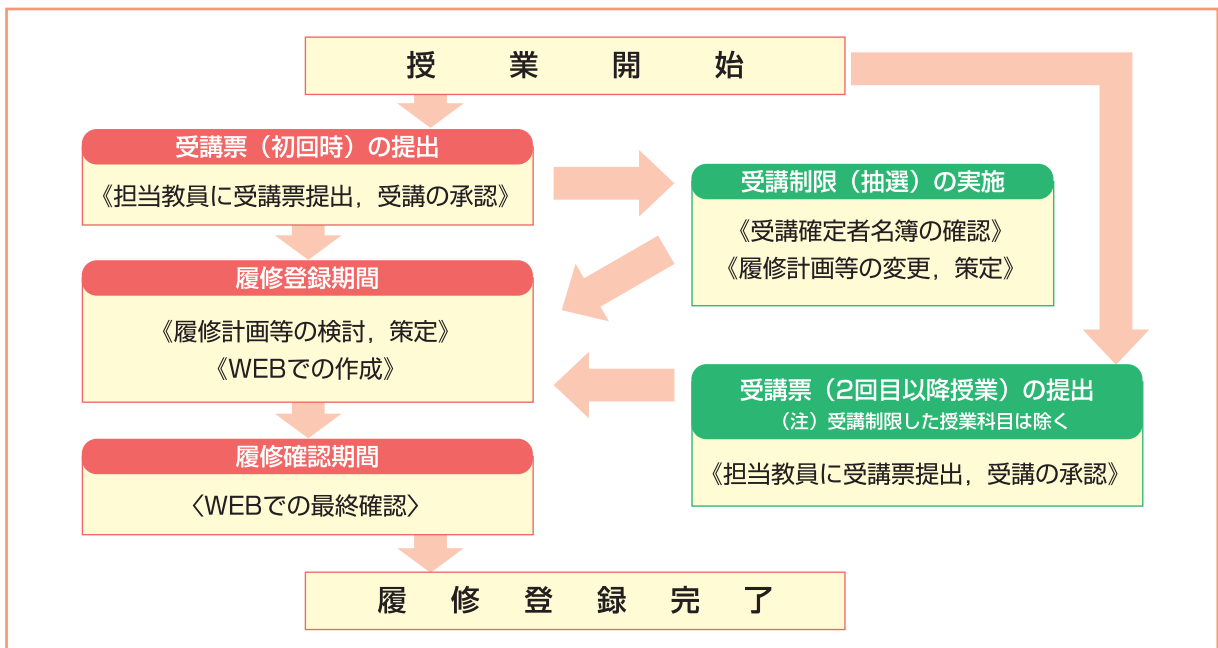 授業開始
受講票（初回時）の提出
《担当教員に受講票提出，受講の承認》
受講制限（抽選）の実施
《受講確定者名簿の確認》
《履修計画等の変更，策定》
履修登録期間
《履修計画等の検討，策定》
《WEBでの作成》
受講票（2回目以降授業）の提出
（注）受講制限した授業科目は除く
《担当教員に受講票提出，受講の承認》
履修確認期間
〈WEBでの最終確認〉
履修登録完了